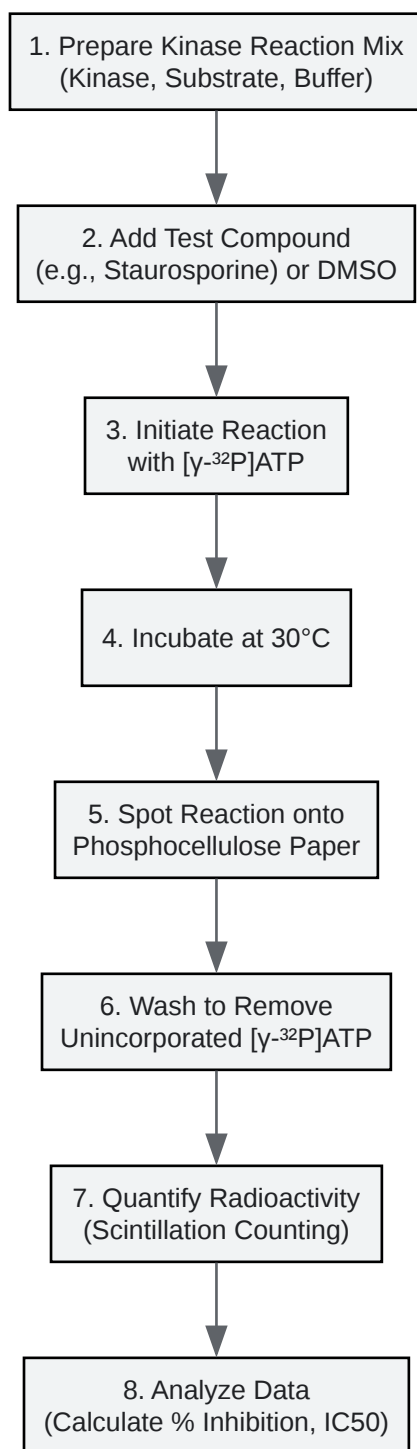 1. Prepare Kinase Reaction Mix
(Kinase, Substrate, Buffer)
2. Add Test Compound
(e.g., Staurosporine) or DMSO
3. Initiate Reaction
with [γ-³²P]ATP
4. Incubate at 30°C
5. Spot Reaction onto
Phosphocellulose Paper
6. Wash to Remove
Unincorporated [γ-³²P]ATP
7. Quantify Radioactivity
(Scintillation Counting)
8. Analyze Data
(Calculate % Inhibition, IC50)